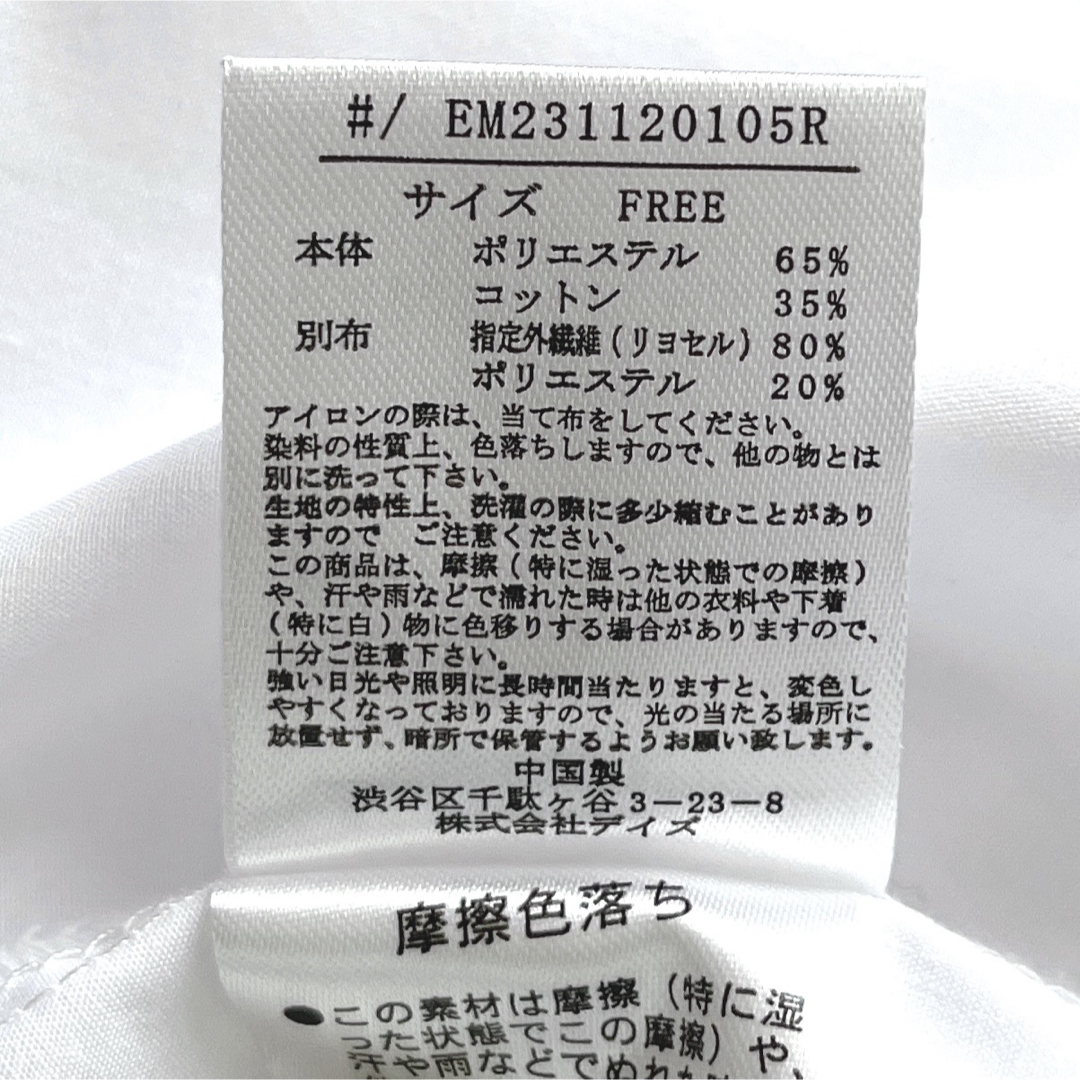 #/ EM231120105R
サイズ FREE
本体 ポリエステル 65%
コットン 35%
別布 指定外繊維(リヨセル) 80%
ポリエステル 20%
アイロンの際は、当て布をしてください。
染料の性質上、色落ちしますので、他の物とは
別に洗って下さい。
生地の特性上、洗濯の際に多少縮むことがあり
ますので ご注意ください。
この商品は、摩擦(特に湿った状態での摩擦)
や、汗や雨などで濡れた時は他の衣料や下着
(特に白)物に色移りする場合がありますので、
十分ご注意下さい。
強い日光や照明に長時間当たりますと、変色し
やすくなっておりますので、光の当たる場所に
放置せず、暗所で保管するようお願い致します。
中国製
渋谷区千駄ヶ谷3-23-8
株式会社デイズ
摩擦色落ち
●この素材は摩擦(特に湿
った状態でこの摩擦)や、
汗や雨などでぬれた